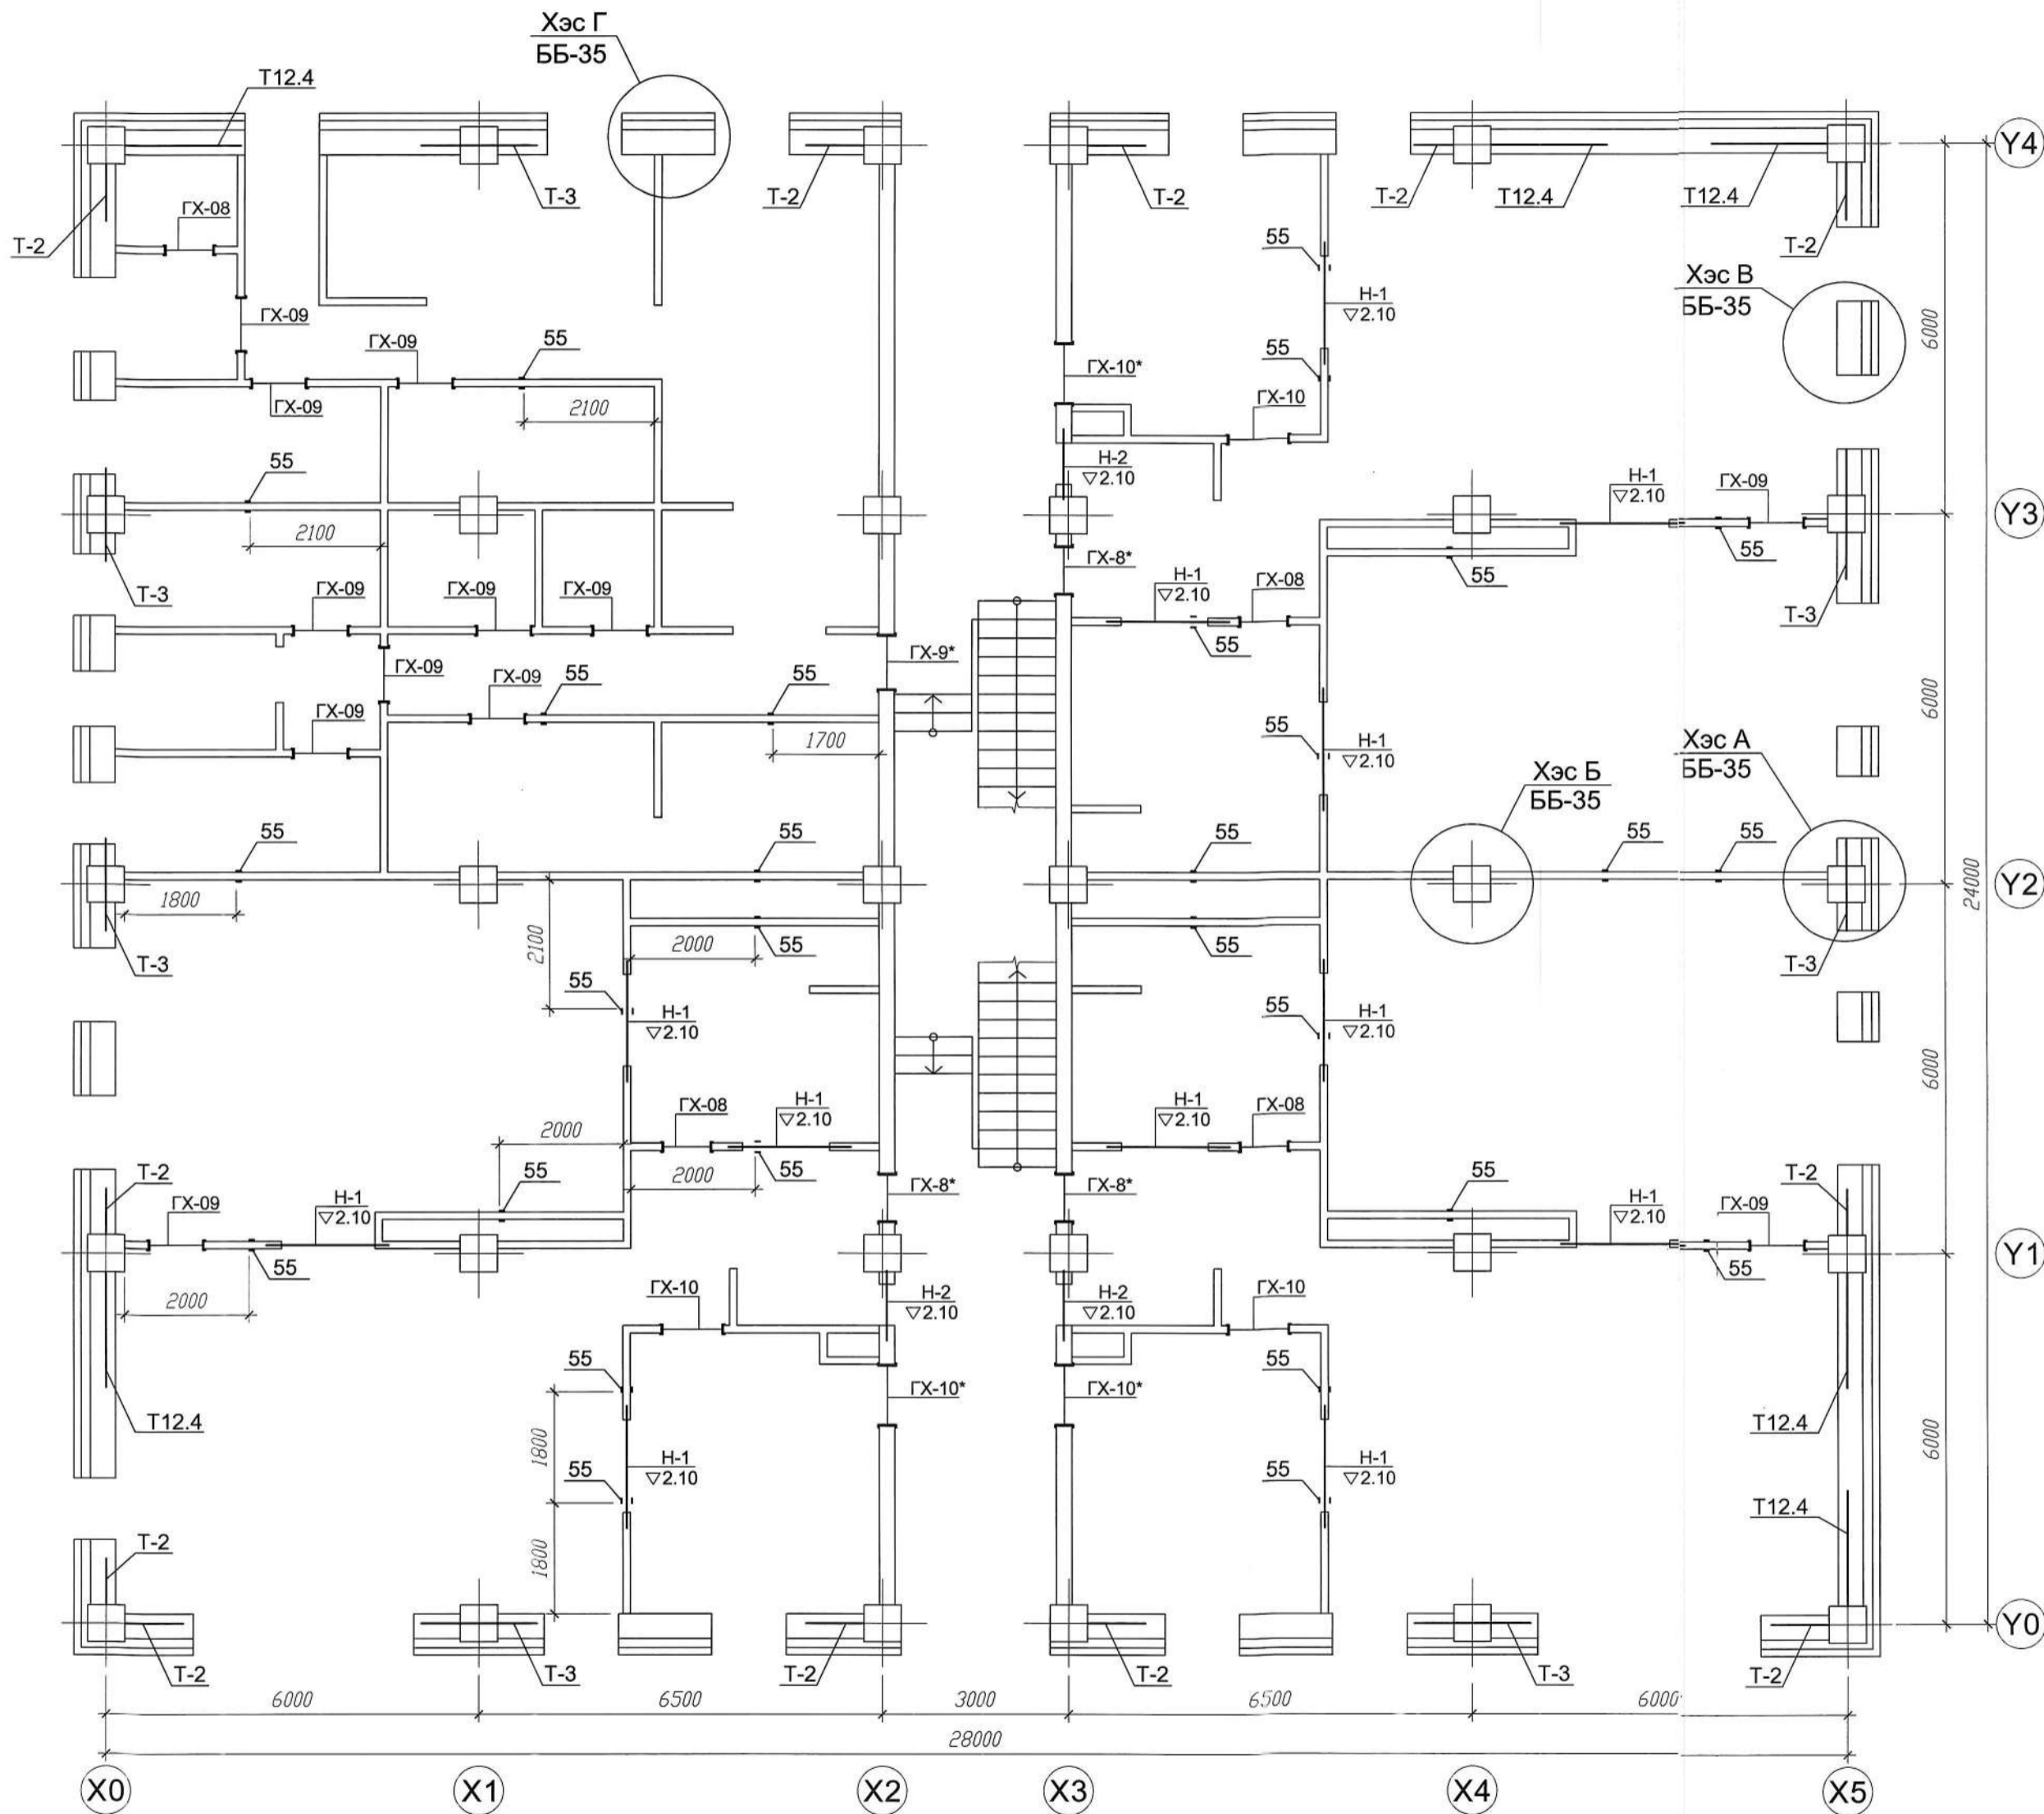 Хэс Г
ББ-35
Т12.4
Т-3
Т-2
Т-2
Т-2
Т12.4
Т12.4
Y4
ГХ-08
Т-2
Т-2
55
Хэс В
ББ-35
Н-1
▽2.10
6000
ГХ-09
ГХ-09
55
55
ГХ-10*
ГХ-09
2100
ГХ-10
55
Н-2
▽2.10
Н-1
▽2.10
ГХ-09
Y3
2100
ГХ-8*
55
55
Т-3
ГХ-09
ГХ-09
ГХ-09
Н-1
▽2.10
ГХ-08
Т-3
55
ГХ-9*
ГХ-09
ГХ-09
55
55
6000
ГХ-09
1700
55
Н-1
▽2.10
Хэс А
ББ-35
Хэс Б
ББ-35
55
55
55
55
55
1800
24000
Y2
2100
2000
55
55
Т-3
Т-3
55
Н-1
▽2.10
55
Н-1
▽2.10
6000
ГХ-08
Н-1
▽2.10
Н-1
▽2.10
ГХ-08
2000
55
2000
55
55
Т-2
ГХ-09
Н-1
▽2.10
ГХ-8*
ГХ-8*
Н-1
▽2.10
ГХ-09
Т-2
Y1
55
55
2000
ГХ-10
Н-2
▽2.10
Н-2
▽2.10
ГХ-10
55
55
ГХ-10*
ГХ-10*
Т12.4
Т12.4
1800
6000
55
Н-1
▽2.10
55
Н-1
▽2.10
Т12.4
Т-2
1800
Y0
Т-2
Т-3
Т-2
Т-2
Т-3
Т-2
6000
6500
3000
6500
6000
28000
X0
X1
X2
X3
X4
X5